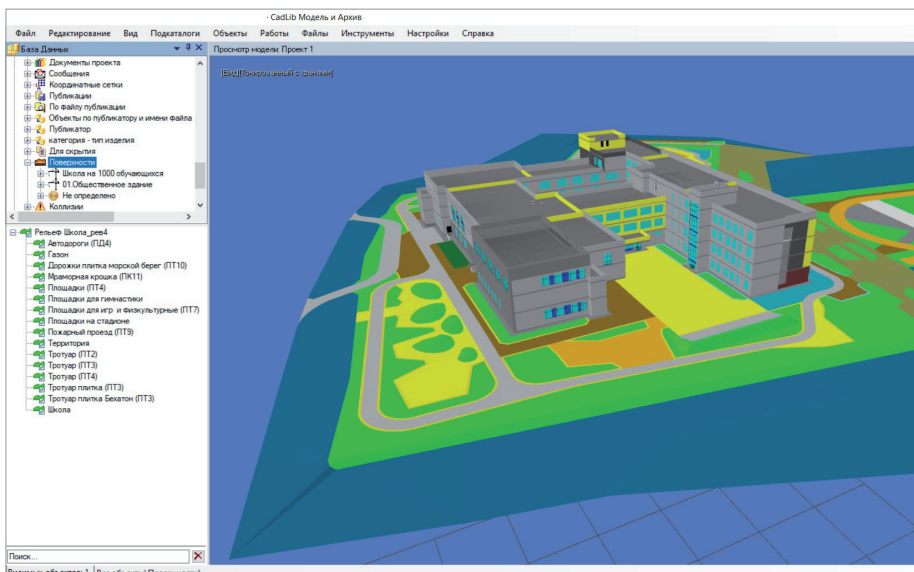 - CadLib Модель и Архив
Файл Редактирование Вид Подкаталоги Объекты Работы Файлы Инструменты Настройки Справка
База Данных
Просмотр модели: Проект 1
[Вид][Тонированный с гранями]
Документы проекта
Сообщения
Координатные сетки
Публикации
По файлу публикации
Объекты по публикатору и имени файла
Публикатор
категория - тип изделия
Для скрытия
Поверхности
Школа на 1000 обучающихся
01.Общественное здание
Не определено
Коллизии
Рельеф Школа_рев4
Автодороги (ПД4)
Газон
Дорожки плитка морской берег (ПТ10)
Мраморная крошка (ПК11)
Площадки (ПТ4)
Площадки для гимнастики
Площадки для игр и физкультурные (ПТ7)
Площадки на стадионе
Пожарный проезд (ПТ9)
Территория
Тротуар (ПТ2)
Тротуар (ПТ3)
Тротуар (ПТ4)
Тротуар плитка (ПТ3)
Тротуар плитка Бехатон (ПТ3)
Школа
Поиск...